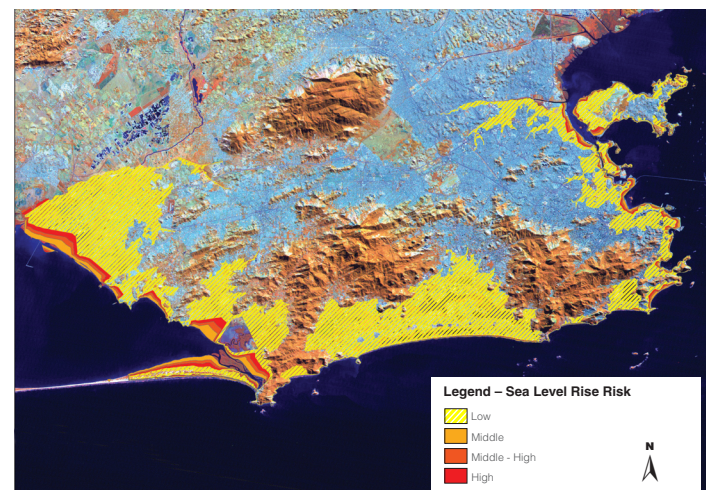 Legend – Sea Level Rise Risk
Low
Middle
Middle - High
High
N